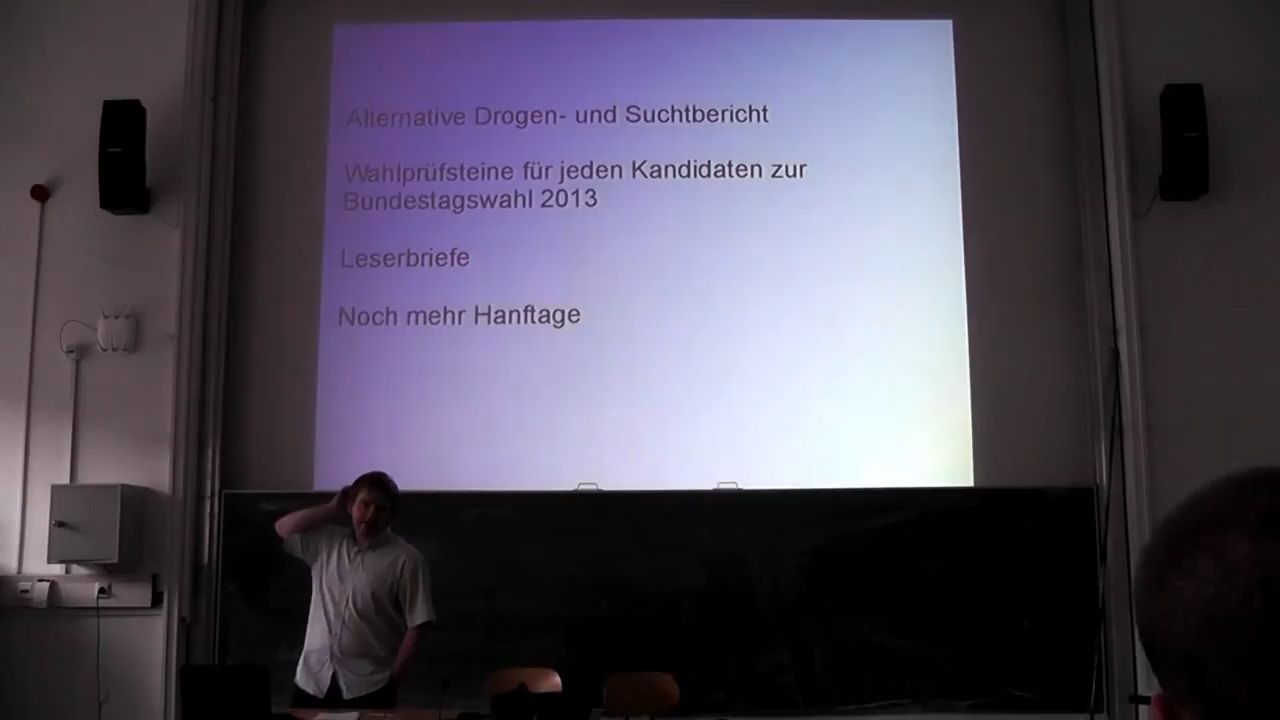 Alternative Drogen- und Suchtbericht
Wahlprüfsteine für jeden Kandidaten zur
Bundestagswahl 2013
Leserbriefe
Noch mehr Hanftage